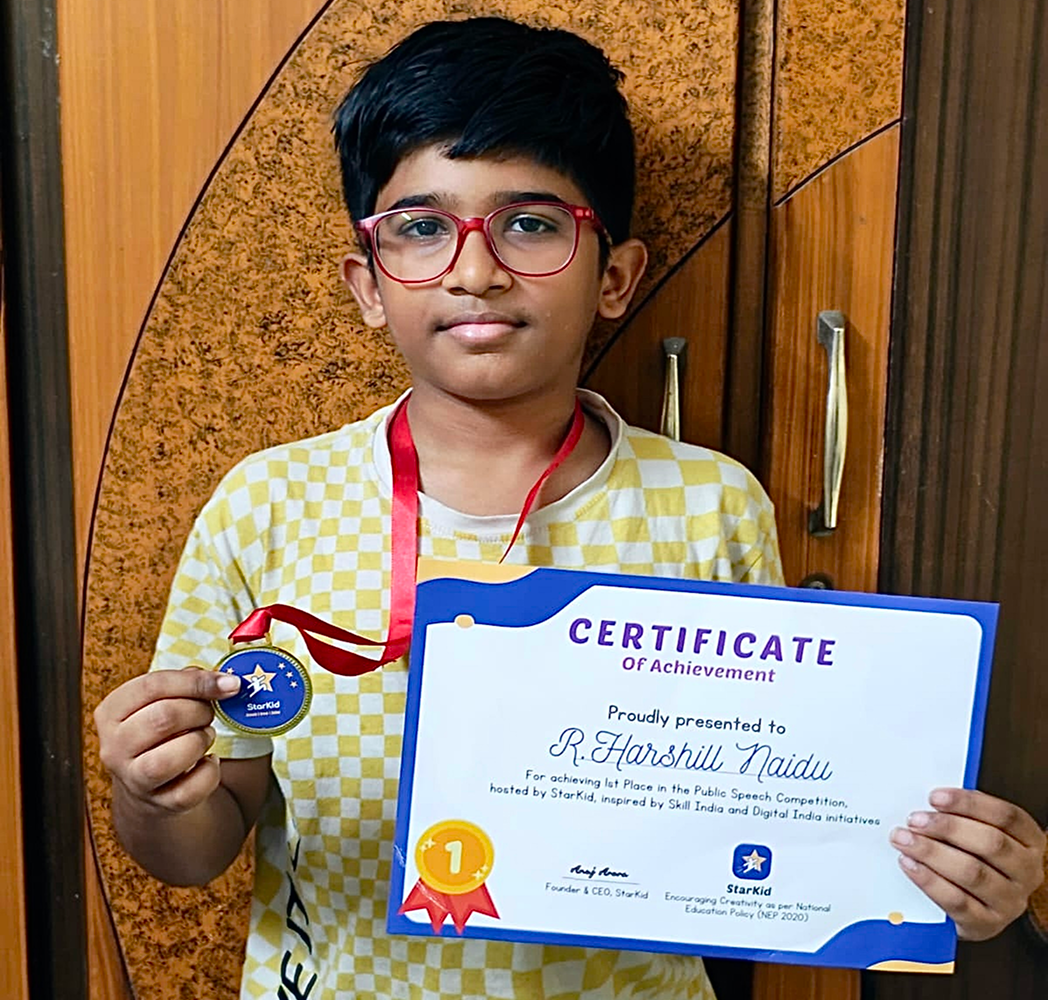 CERTIFICATE
Of Achievement
Proudly presented to
R.Harshill Naidu
For achieving 1st Place in the Public Speech Competition,
hosted by StarKid, inspired by Skill India and Digital India initiatives
1
Founder & CEO, StarKid
StarKid
Encouraging Creativity as per National
Education Policy (NEP 2020)
StarKid